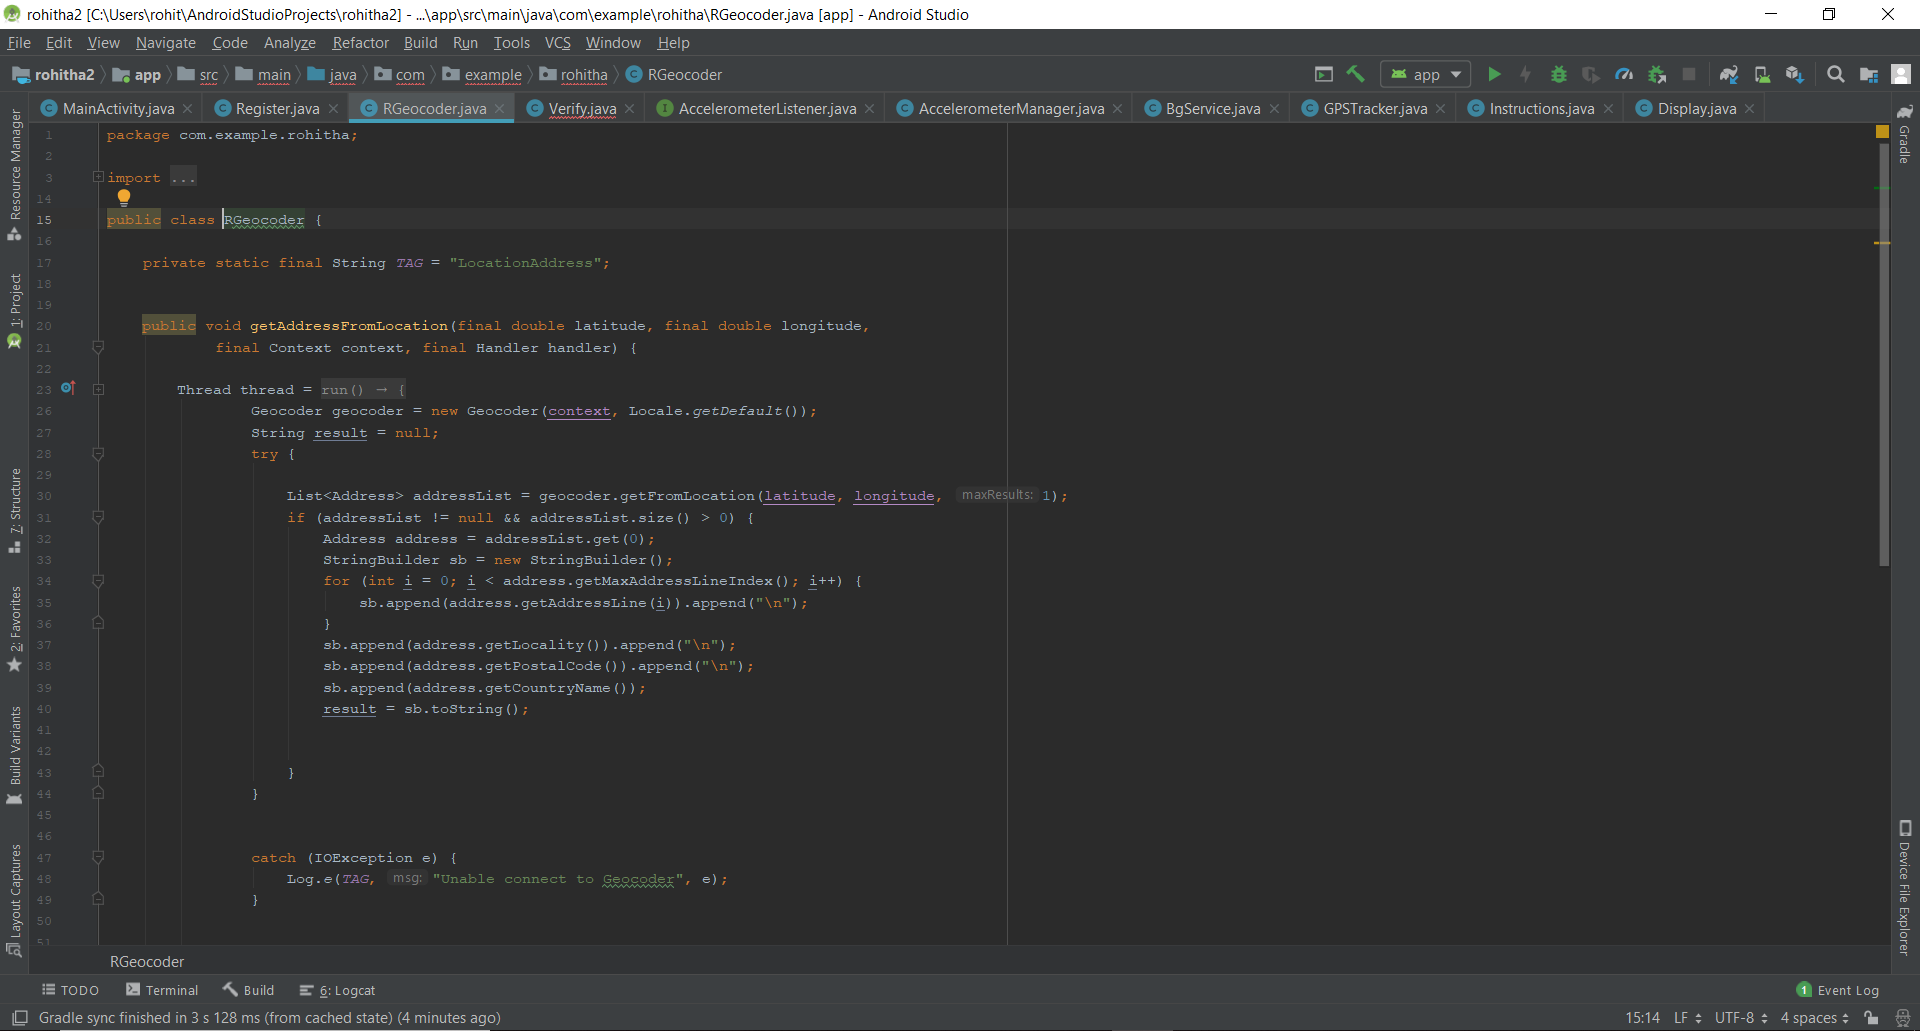 rohitha2 [C:\Users\rohit\AndroidStudioProjects\rohitha2] - ...\app\src\main\java\com\example\rohitha\RGeocoder.java [app] - Android Studio
File Edit View Navigate Code Analyze Refactor Build Run Tools VCS Window Help
rohitha2 app src main java com example rohitha RGeocoder app
MainActivity.java Register.java RGeocoder.java Verify.java AccelerometerListener.java AccelerometerManager.java BgService.java GPSTracker.java Instructions.java Display.java
Resource Manager
1: Project
7: Structure
2: Favorites
Build Variants
Layout Captures
1 package com.example.rohitha;
2
3 import ...
14
15 public class RGeocoder {
16
17 private static final String TAG = "LocationAddress";
18
19
20 public void getAddressFromLocation(final double latitude, final double longitude,
21 final Context context, final Handler handler) {
22
23 Thread thread = run() → {
26 Geocoder geocoder = new Geocoder(context, Locale.getDefault());
27 String result = null;
28 try {
29
30 List<Address> addressList = geocoder.getFromLocation(latitude, longitude, maxResults: 1);
31 if (addressList != null && addressList.size() > 0) {
32 Address address = addressList.get(0);
33 StringBuilder sb = new StringBuilder();
34 for (int i = 0; i < address.getMaxAddressLineIndex(); i++) {
35 sb.append(address.getAddressLine(i)).append("\n");
36 }
37 sb.append(address.getLocality()).append("\n");
38 sb.append(address.getPostalCode()).append("\n");
39 sb.append(address.getCountryName());
40 result = sb.toString();
41
42
43 }
44 }
45
46
47 catch (IOException e) {
48 Log.e(TAG, msg: "Unable connect to Geocoder", e);
49 }
50
51
Gradle
Device File Explorer
RGeocoder
TODO Terminal Build 6: Logcat 1 Event Log
Gradle sync finished in 3 s 128 ms (from cached state) (4 minutes ago) 15:14 LF UTF-8 4 spaces